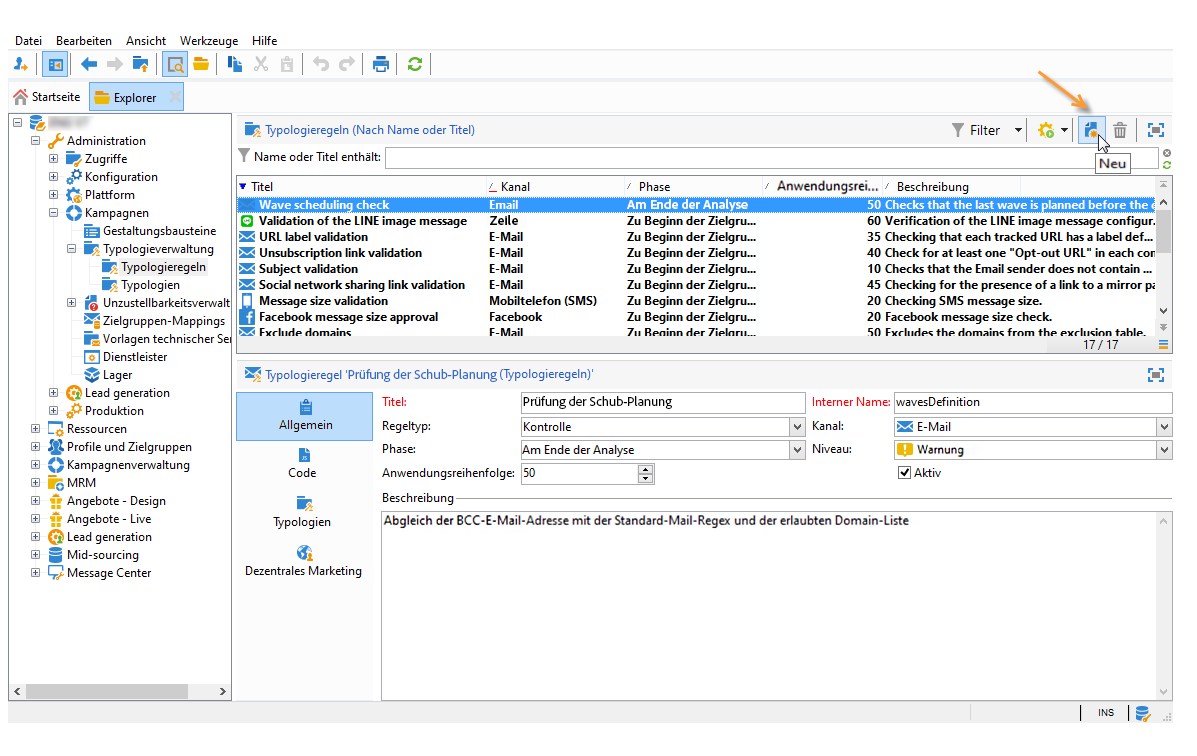 Datei Bearbeiten Ansicht Werkzeuge Hilfe
Startseite Explorer
Administration
Zugriffe
Konfiguration
Plattform
Kampagnen
Gestaltungsbausteine
Typologieverwaltung
Typologieregeln
Typologien
Unzustellbarkeitsverwalt
Zielgruppen-Mappings
Vorlagen technischer Ser
Dienstleister
Lager
Lead generation
Produktion
Ressourcen
Profile und Zielgruppen
Kampagnenverwaltung
MRM
Angebote - Design
Angebote - Live
Lead generation
Mid-sourcing
Message Center
Typologieregeln (Nach Name oder Titel) Filter
Neu
Name oder Titel enthält:
Titel Kanal Phase Anwendungsrei... Beschreibung
Wave scheduling check Email Am Ende der Analyse 50 Checks that the last wave is planned before the e
Validation of the LINE image message Zeile Zu Beginn der Zielgru... 60 Verification of the LINE image message configur.
URL label validation E-Mail Zu Beginn der Zielgru... 35 Checking that each tracked URL has a label def...
Unsubscription link validation E-Mail Zu Beginn der Zielgru... 40 Check for at least one "Opt-out URL" in each con
Subject validation E-Mail Zu Beginn der Zielgru... 10 Checks that the Email sender does not contain ...
Social network sharing link validation E-Mail Zu Beginn der Zielgru... 45 Checking for the presence of a link to a mirror pa
Message size validation Mobiltelefon (SMS) Zu Beginn der Zielgru... 20 Checking SMS message size.
Facebook message size approval Facebook Zu Beginn der Zielgru... 20 Facebook message size check.
Exclude domains E-Mail Zu Beginn der Zielgru... 50 Excludes the domains from the exclusion table.
17 / 17
Typologieregel 'Prüfung der Schub-Planung (Typologieregeln)'
Allgemein
Code
Typologien
Dezentrales Marketing
Titel: Prüfung der Schub-Planung Interner Name: wavesDefinition
Regeltyp: Kontrolle Kanal: E-Mail
Phase: Am Ende der Analyse Niveau: Warnung
Anwendungsreihenfolge: 50 Aktiv
Beschreibung
Abgleich der BCC-E-Mail-Adresse mit der Standard-Mail-Regex und der erlaubten Domain-Liste
INS